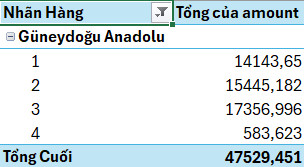 Nhãn Hàng Tổng của amount
Güneydoğu Anadolu
1 14143,65
2 15445,182
3 17356,996
4 583,623
Tổng Cuối 47529,451